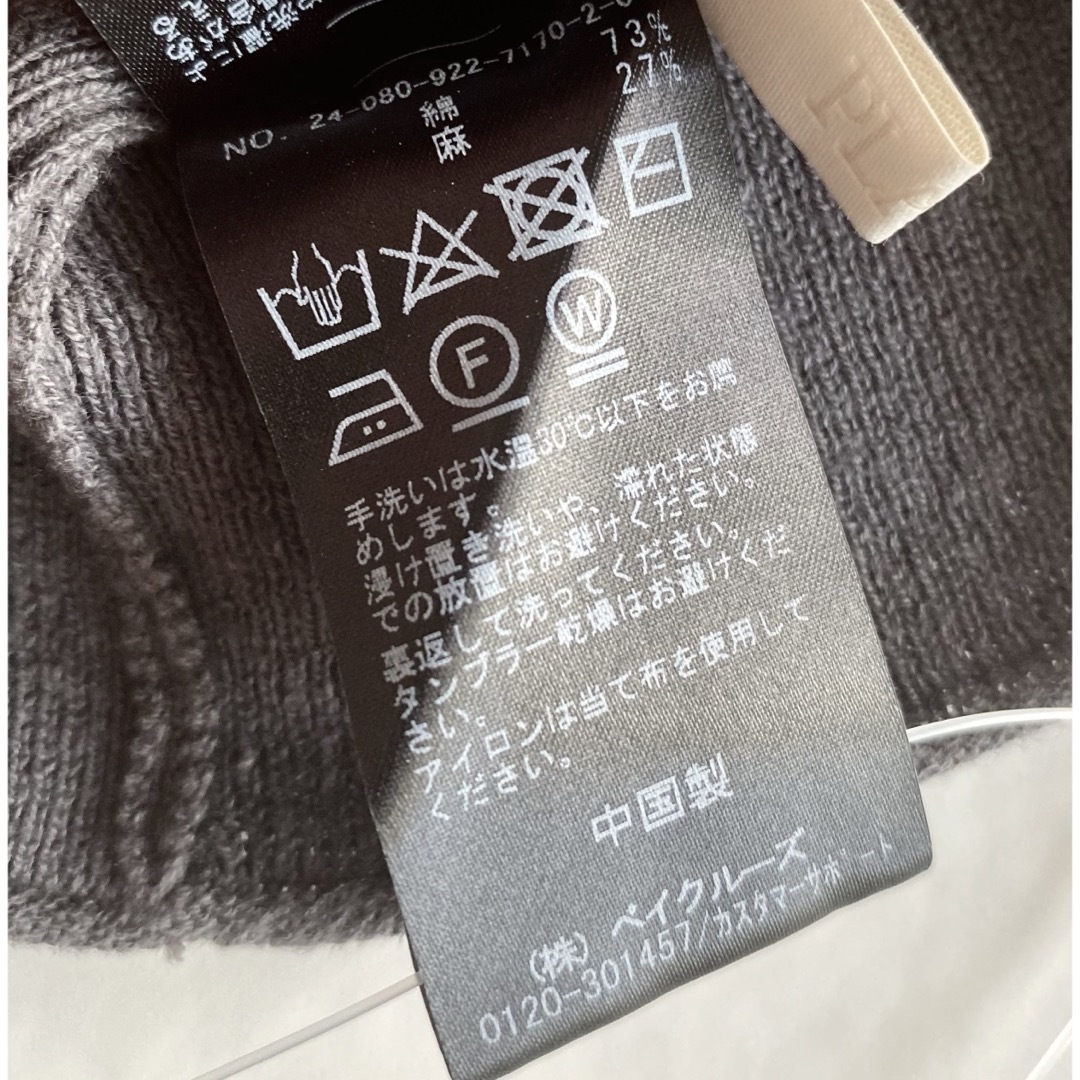 NO. 24-080-922-7170-2-0
綿 73%
麻 27%
F
W
手洗いは水温30℃以下をお薦
めします。
浸け置き洗いや、濡れた状態
での放置はお避けください。
裏返して洗ってください。
タンブラー乾燥はお避けくだ
さい。
アイロンは当て布を使用して
ください。
中国製
(株) ベイクルーズ
0120-301457/カスタマーサポート